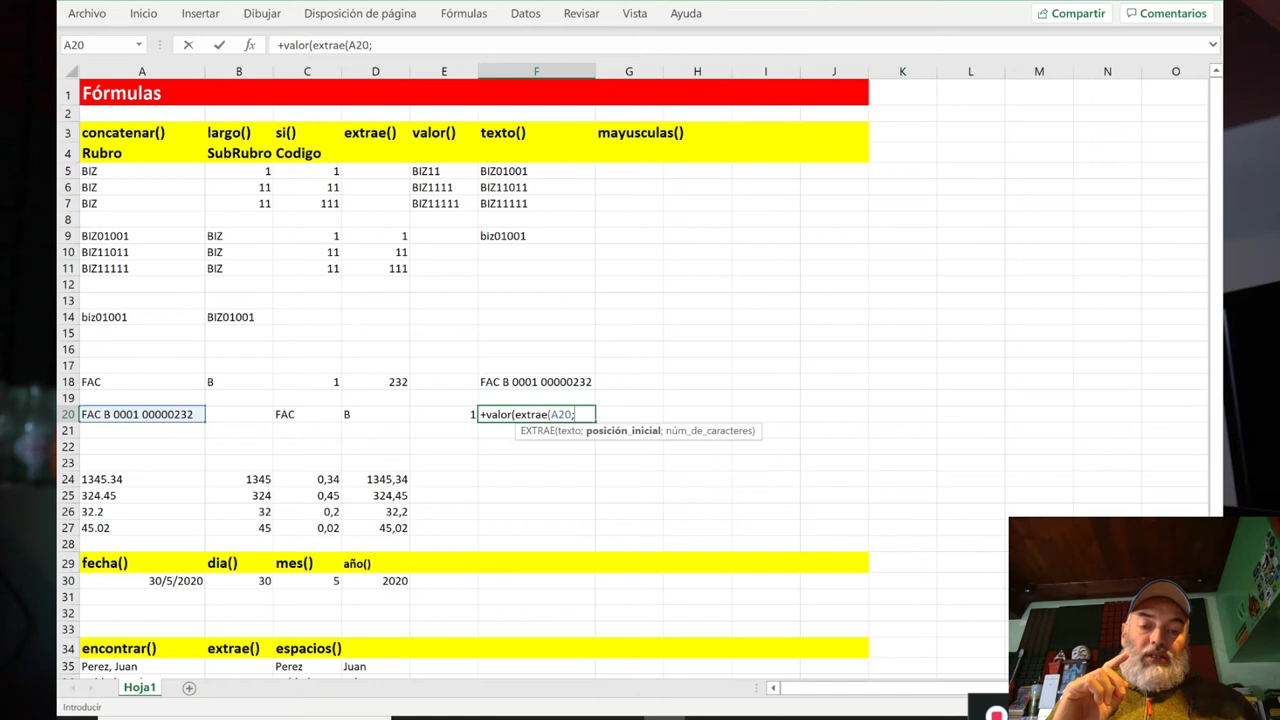 Archivo Inicio Insertar Dibujar Disposición de página Fórmulas Datos Revisar Vista Ayuda Compartir Comentarios
A20 fx +valor(extrae(A20;
A B C D E F G H I J K L M N O
1 Fórmulas
2
3 concatenar() largo() si() extrae() valor() texto() mayusculas()
4 Rubro SubRubro Codigo
5 BIZ 1 1 BIZ11 BIZ01001
6 BIZ 11 11 BIZ1111 BIZ11011
7 BIZ 11 111 BIZ11111 BIZ11111
8
9 BIZ01001 BIZ 1 1 biz01001
10 BIZ11011 BIZ 11 11
11 BIZ11111 BIZ 11 111
12
13
14 biz01001 BIZ01001
15
16
17
18 FAC B 1 232 FAC B 0001 00000232
19
20 FAC B 0001 00000232 FAC B 1 +valor(extrae(A20;
21 EXTRAE(texto; posición_inicial; núm_de_caracteres)
22
23
24 1345.34 1345 0,34 1345,34
25 324.45 324 0,45 324,45
26 32.2 32 0,2 32,2
27 45.02 45 0,02 45,02
28
29 fecha() dia() mes() año()
30 30/5/2020 30 5 2020
31
32
33
34 encontrar() extrae() espacios()
35 Perez, Juan Perez Juan
Hoja1
Introducir